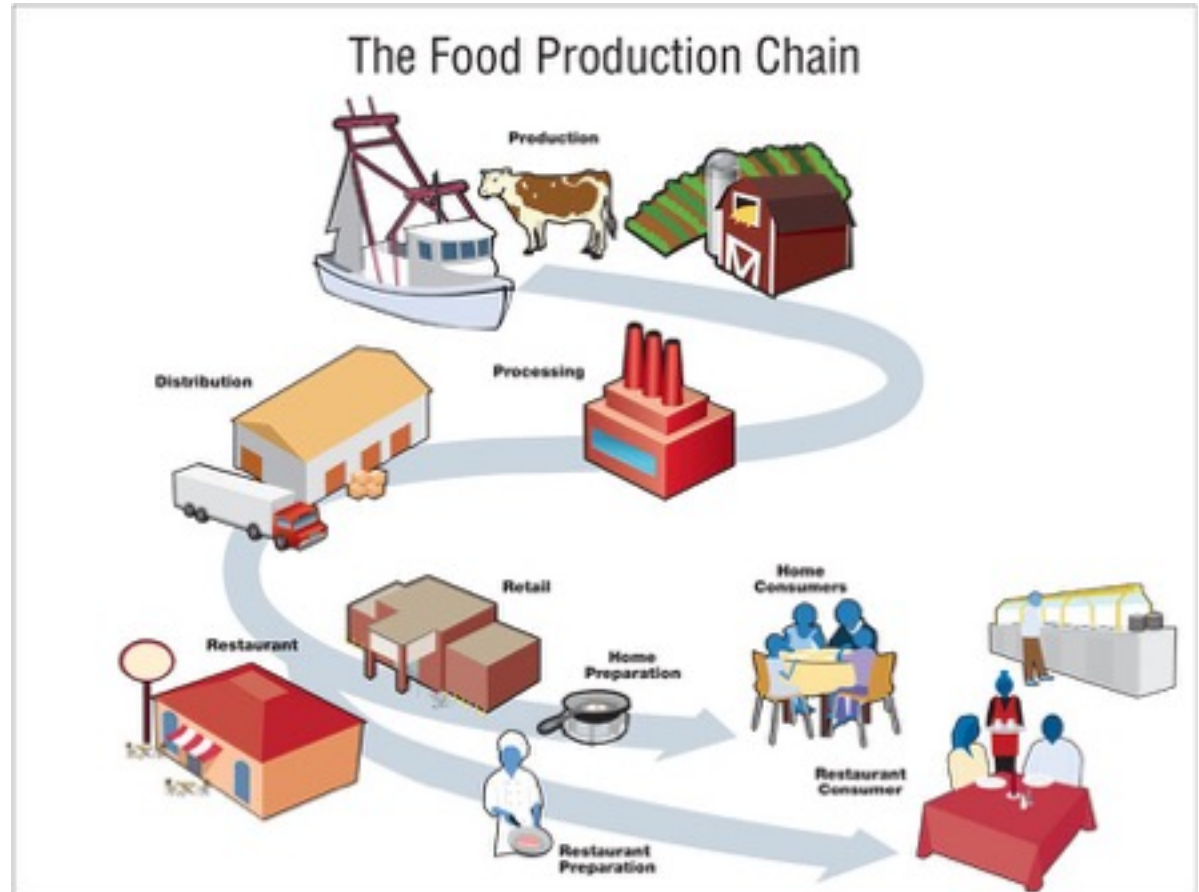 The Food Production Chain
Production
Processing
Distribution
Retail
Home
Consumers
Restaurant
Home
Preparation
Restaurant
Consumer
Restaurant
Preparation